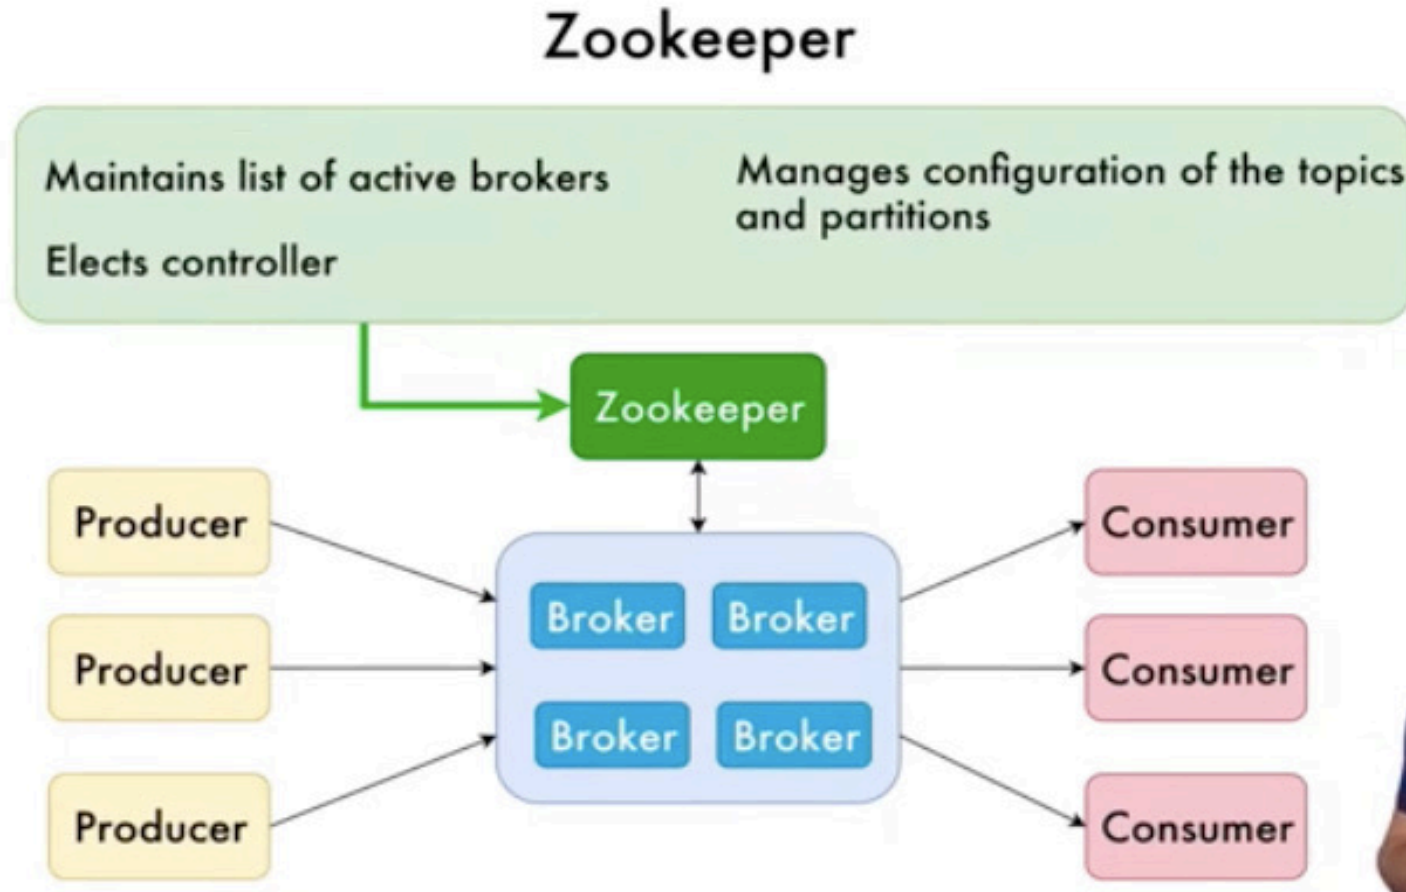 Zookeeper
Maintains list of active brokers
Elects controller
Manages configuration of the topics
and partitions
Zookeeper
Producer
Producer
Producer
Broker
Broker
Broker
Broker
Consumer
Consumer
Consumer